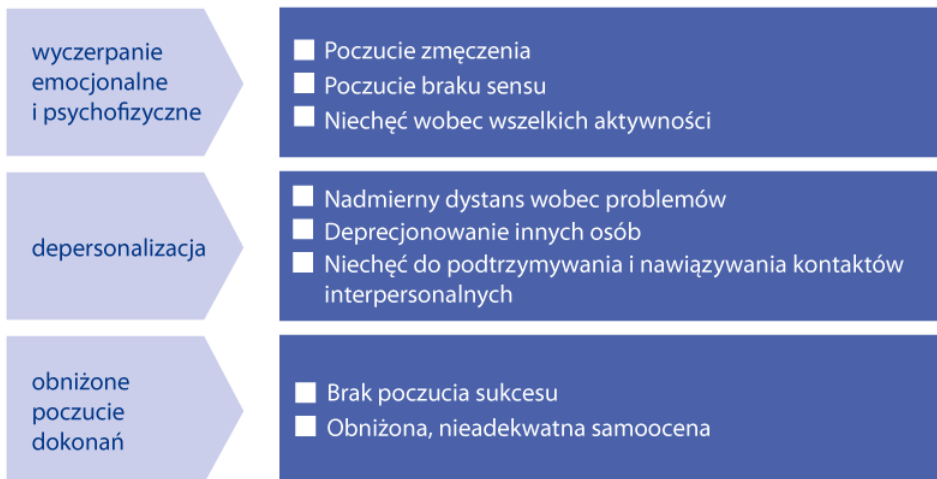 wyczerpanie
emocjonalne
i psychofizyczne
Poczucie zmęczenia
Poczucie braku sensu
Niechęć wobec wszelkich aktywności
depersonalizacja
Nadmierny dystans wobec problemów
Deprecjonowanie innych osób
Niechęć do podtrzymywania i nawiązywania kontaktów
interpersonalnych
obniżone
poczucie
dokonań
Brak poczucia sukcesu
Obniżona, nieadekwatna samoocena